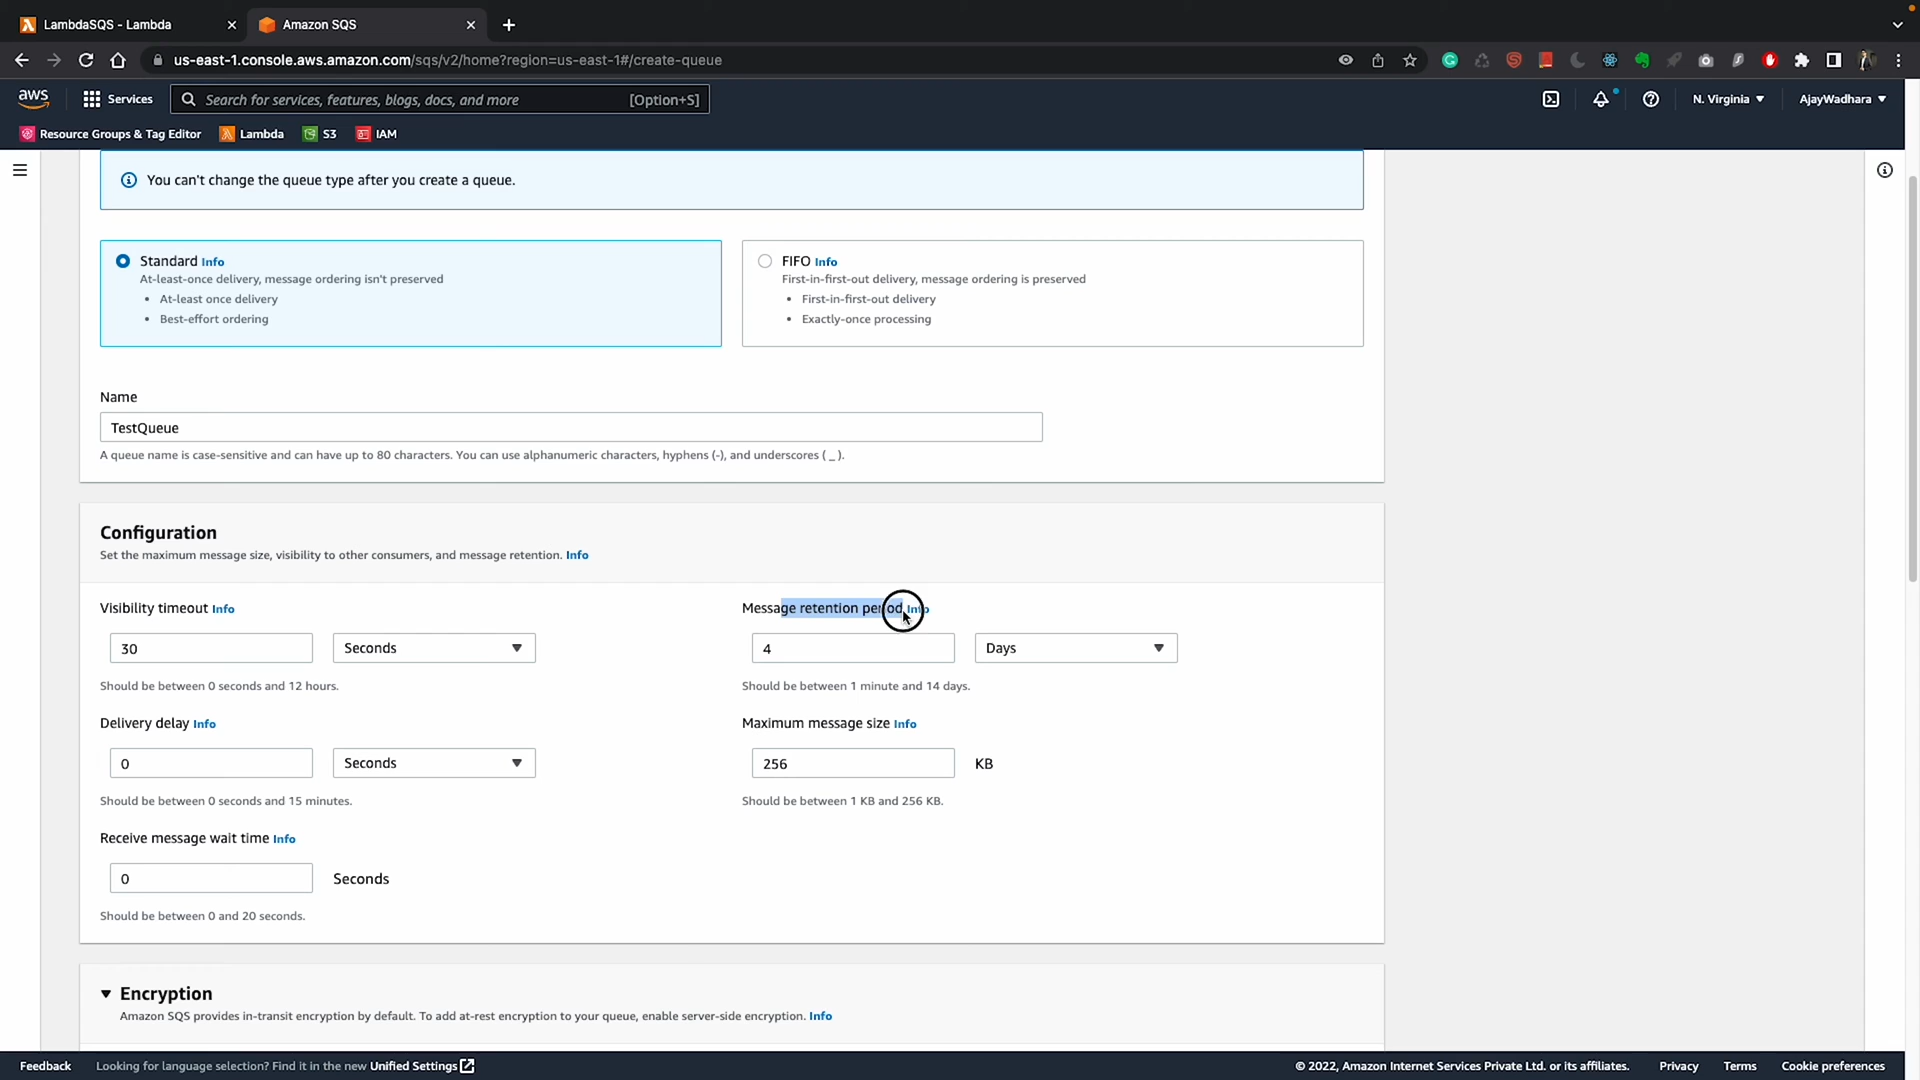 LambdaSQS - Lambda
Amazon SQS
us-east-1.console.aws.amazon.com/sqs/v2/home?region=us-east-1#/create-queue
aws
Services
Search for services, features, blogs, docs, and more
[Option+S]
N. Virginia
AjayWadhara
Resource Groups & Tag Editor
Lambda
S3
IAM
You can't change the queue type after you create a queue.
Standard Info
At-least-once delivery, message ordering isn't preserved
• At-least once delivery
• Best-effort ordering
FIFO Info
First-in-first-out delivery, message ordering is preserved
• First-in-first-out delivery
• Exactly-once processing
Name
TestQueue
A queue name is case-sensitive and can have up to 80 characters. You can use alphanumeric characters, hyphens (-), and underscores ( _ ).
Configuration
Set the maximum message size, visibility to other consumers, and message retention. Info
Visibility timeout Info
30
Seconds
Should be between 0 seconds and 12 hours.
Message retention period Info
4
Days
Should be between 1 minute and 14 days.
Delivery delay Info
0
Seconds
Should be between 0 seconds and 15 minutes.
Maximum message size Info
256
KB
Should be between 1 KB and 256 KB.
Receive message wait time Info
0
Seconds
Should be between 0 and 20 seconds.
Encryption
Amazon SQS provides in-transit encryption by default. To add at-rest encryption to your queue, enable server-side encryption. Info
Feedback
Looking for language selection? Find it in the new Unified Settings
© 2022, Amazon Internet Services Private Ltd. or its affiliates.
Privacy
Terms
Cookie preferences